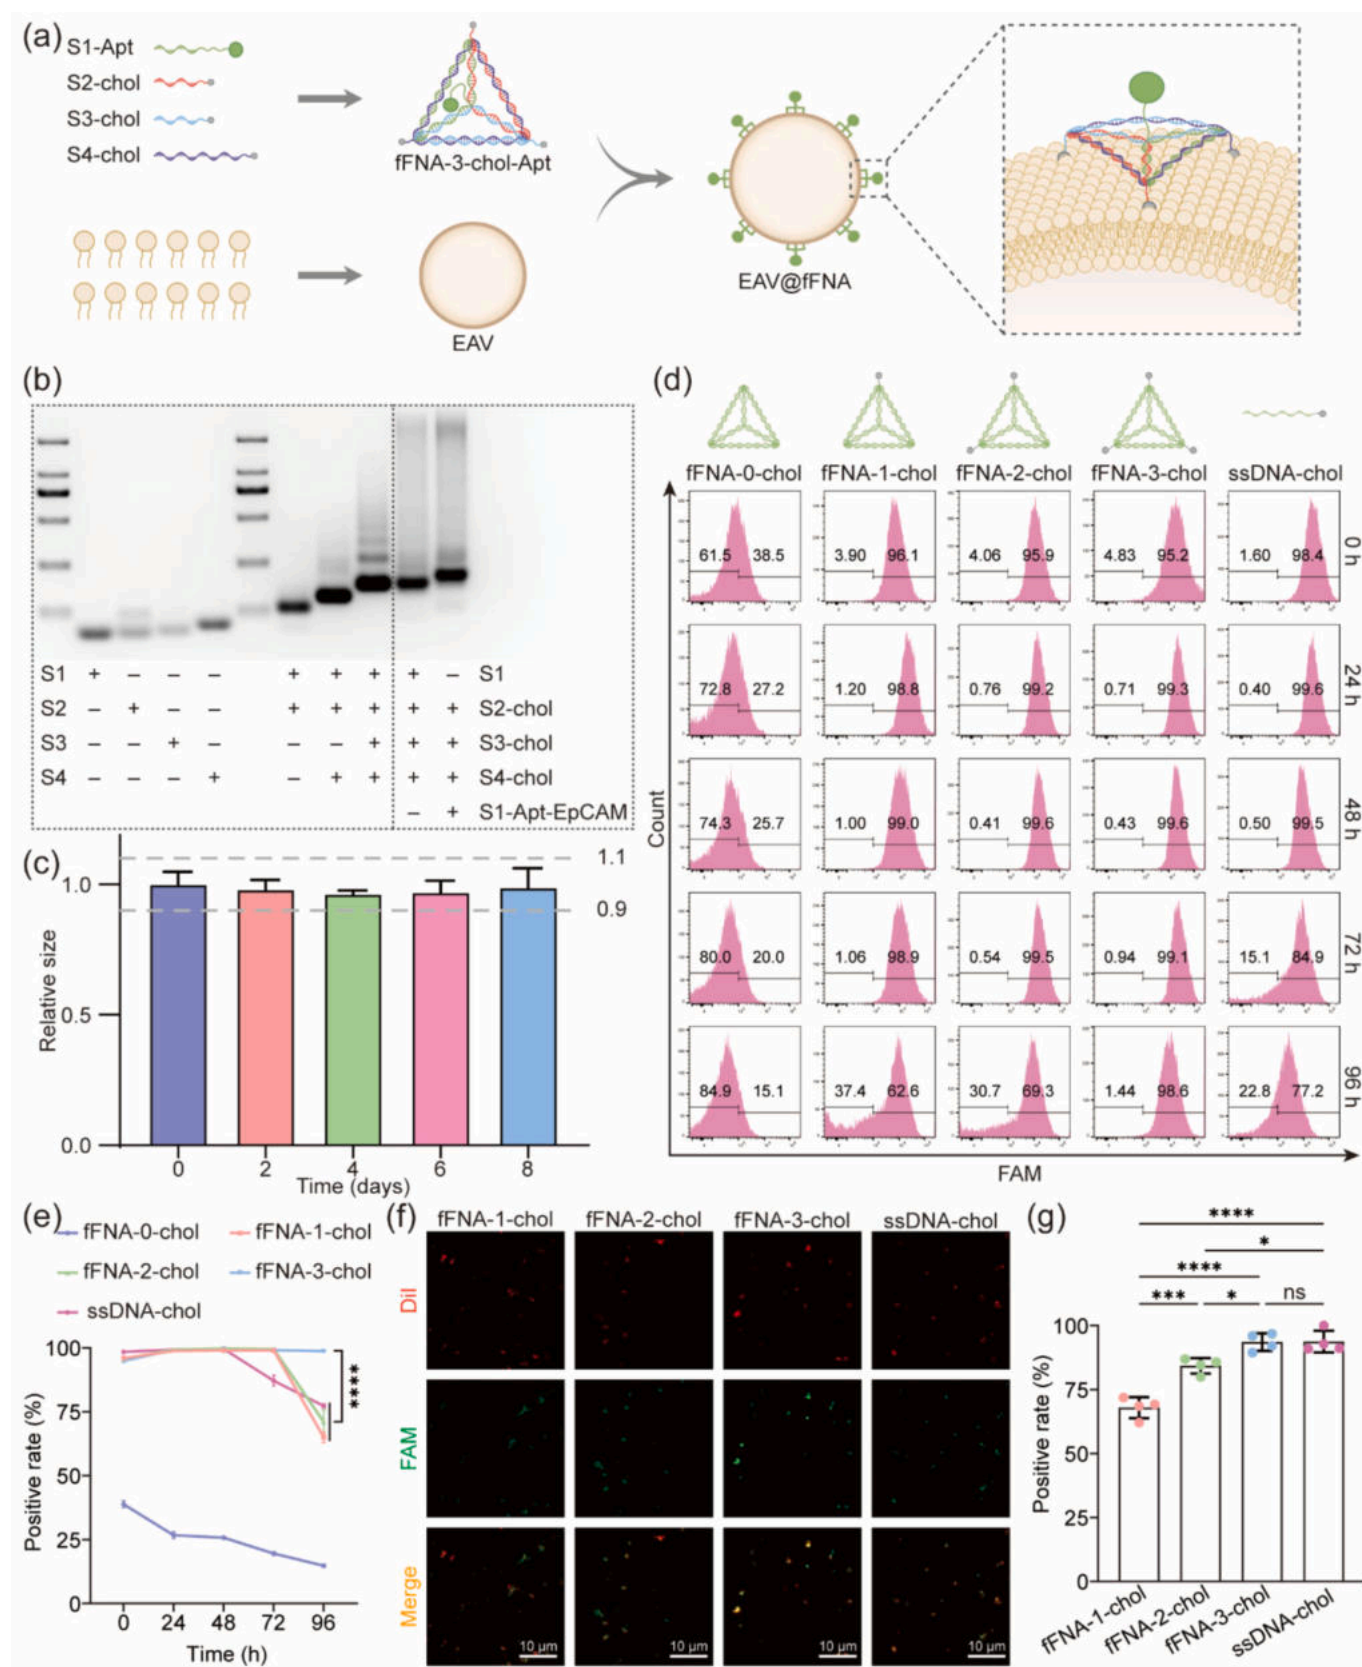 (a)
S1-Apt
S2-chol
S3-chol
S4-chol
fFNA-3-chol-Apt
EAV
EAV@fFNA
(b)
S1 + – – – + + + + – S1
S2 – + – – + + + + + S2-chol
S3 – – + – – – + + + S3-chol
S4 – – – + – + + + + S4-chol
– + S1-Apt-EpCAM
(c)
Relative size
1.0
0.5
0.0
1.1
0.9
0 2 4 6 8
Time (days)
(d)
fFNA-0-chol fFNA-1-chol fFNA-2-chol fFNA-3-chol ssDNA-chol
61.5 38.5 3.90 96.1 4.06 95.9 4.83 95.2 1.60 98.4 0 h
72.8 27.2 1.20 98.8 0.76 99.2 0.71 99.3 0.40 99.6 24 h
74.3 25.7 1.00 99.0 0.41 99.6 0.43 99.6 0.50 99.5 48 h
80.0 20.0 1.06 98.9 0.54 99.5 0.94 99.1 15.1 84.9 72 h
84.9 15.1 37.4 62.6 30.7 69.3 1.44 98.6 22.8 77.2 96 h
Count
FAM
(e)
fFNA-0-chol fFNA-1-chol
fFNA-2-chol fFNA-3-chol
ssDNA-chol
Positive rate (%)
100
75
50
25
0
****
0 24 48 72 96
Time (h)
(f)
fFNA-1-chol fFNA-2-chol fFNA-3-chol ssDNA-chol
DiI
FAM
Merge
10 μm 10 μm 10 μm 10 μm
(g)
****
*
****
*** * ns
Positive rate (%)
100
75
50
25
0
fFNA-1-chol fFNA-2-chol fFNA-3-chol ssDNA-chol